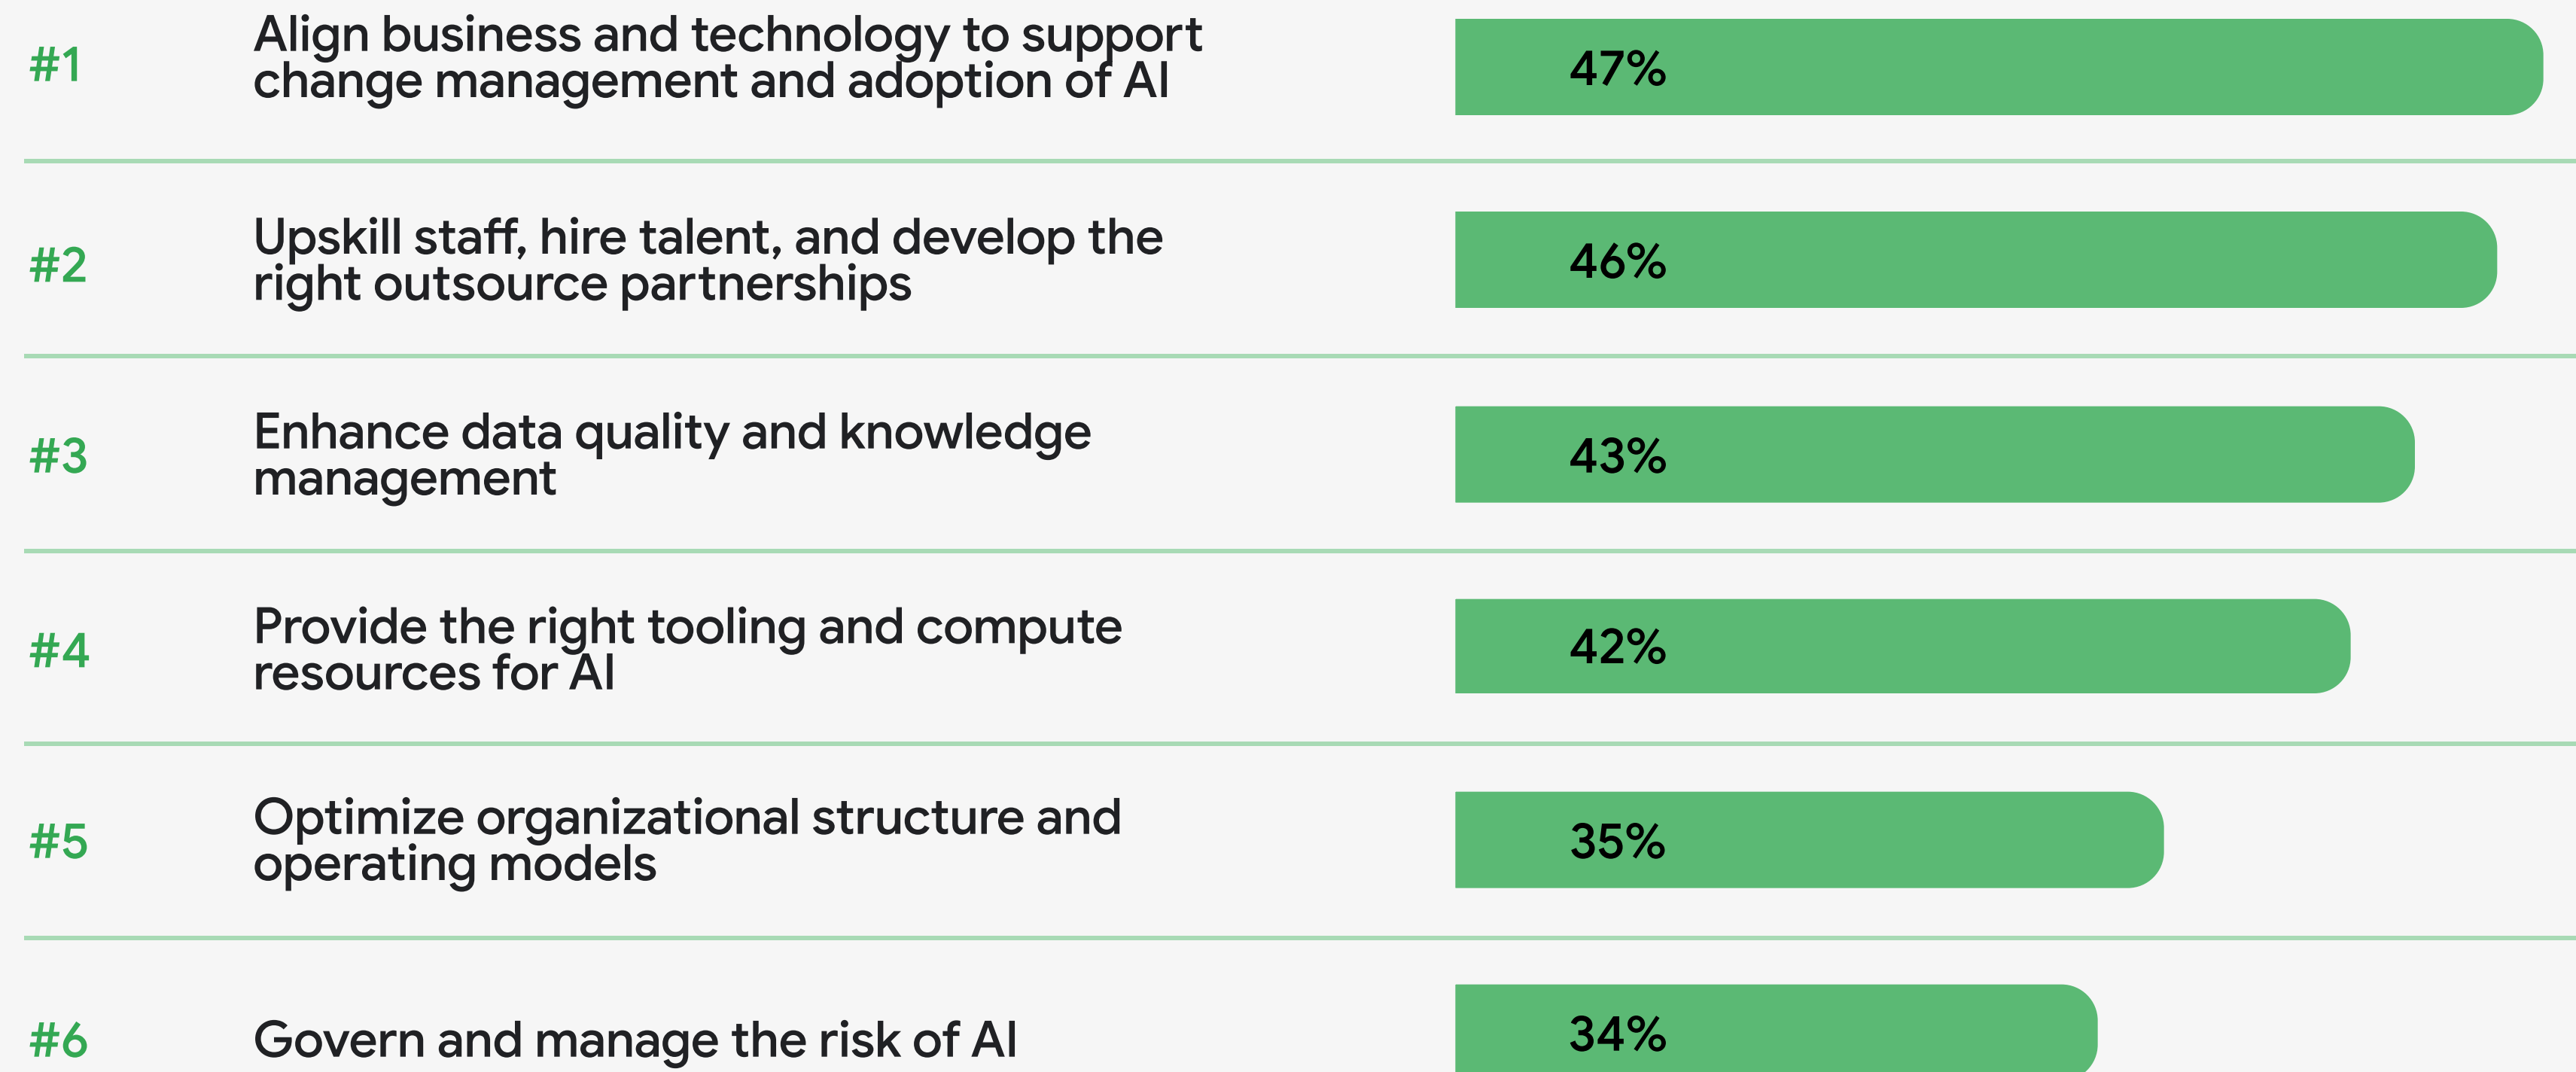 #1
Align business and technology to support
change management and adoption of AI
47%
#2
Upskill staff, hire talent, and develop the
right outsource partnerships
46%
#3
Enhance data quality and knowledge
management
43%
#4
Provide the right tooling and compute
resources for AI
42%
#5
Optimize organizational structure and
operating models
35%
#6
Govern and manage the risk of AI
34%